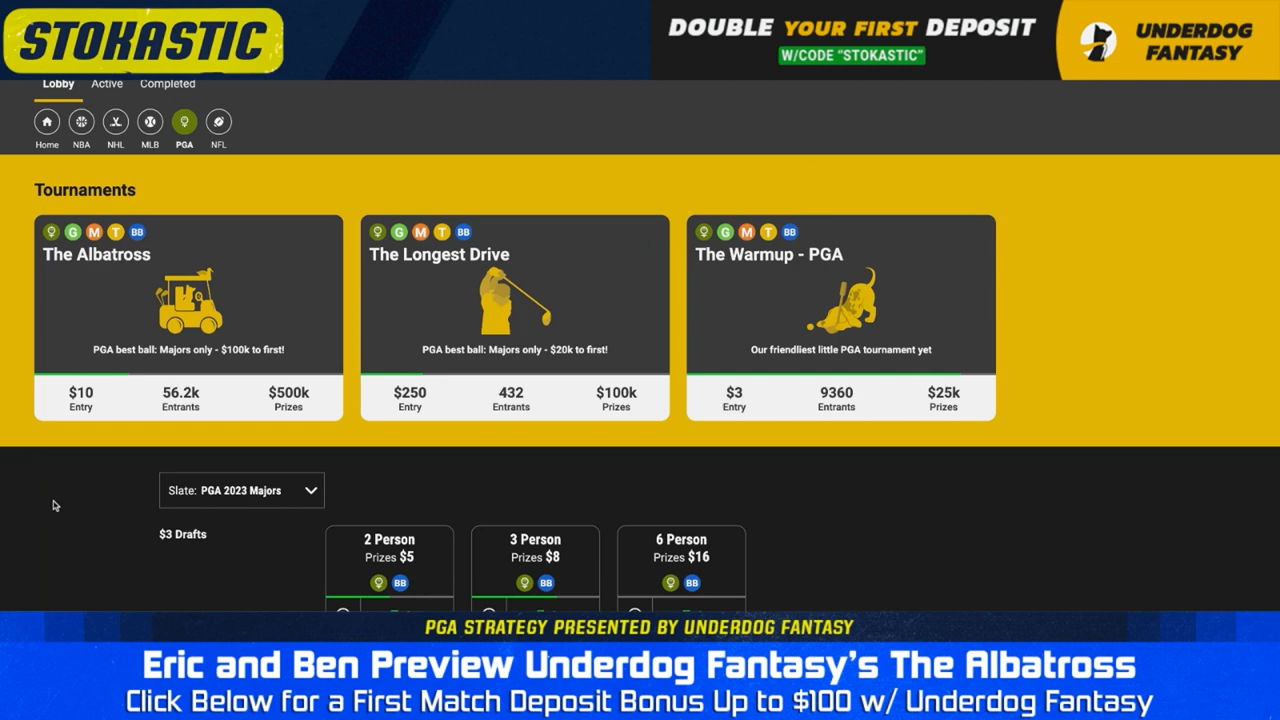 STOKASTIC
DOUBLE YOUR FIRST DEPOSIT
W/CODE "STOKASTIC"
UNDERDOG
FANTASY
Lobby Active Completed
Home NBA NHL MLB PGA NFL
Tournaments
G M T BB
The Albatross
PGA best ball: Majors only - $100k to first!
$10 56.2k $500k
Entry Entrants Prizes
G M T BB
The Longest Drive
PGA best ball: Majors only - $20k to first!
$250 432 $100k
Entry Entrants Prizes
G M T BB
The Warmup - PGA
Our friendliest little PGA tournament yet
$3 9360 $25k
Entry Entrants Prizes
Slate: PGA 2023 Majors
$3 Drafts
2 Person
Prizes $5
BB
3 Person
Prizes $8
BB
6 Person
Prizes $16
BB
PGA STRATEGY PRESENTED BY UNDERDOG FANTASY
Eric and Ben Preview Underdog Fantasy's The Albatross
Click Below for a First Match Deposit Bonus Up to $100 w/ Underdog Fantasy